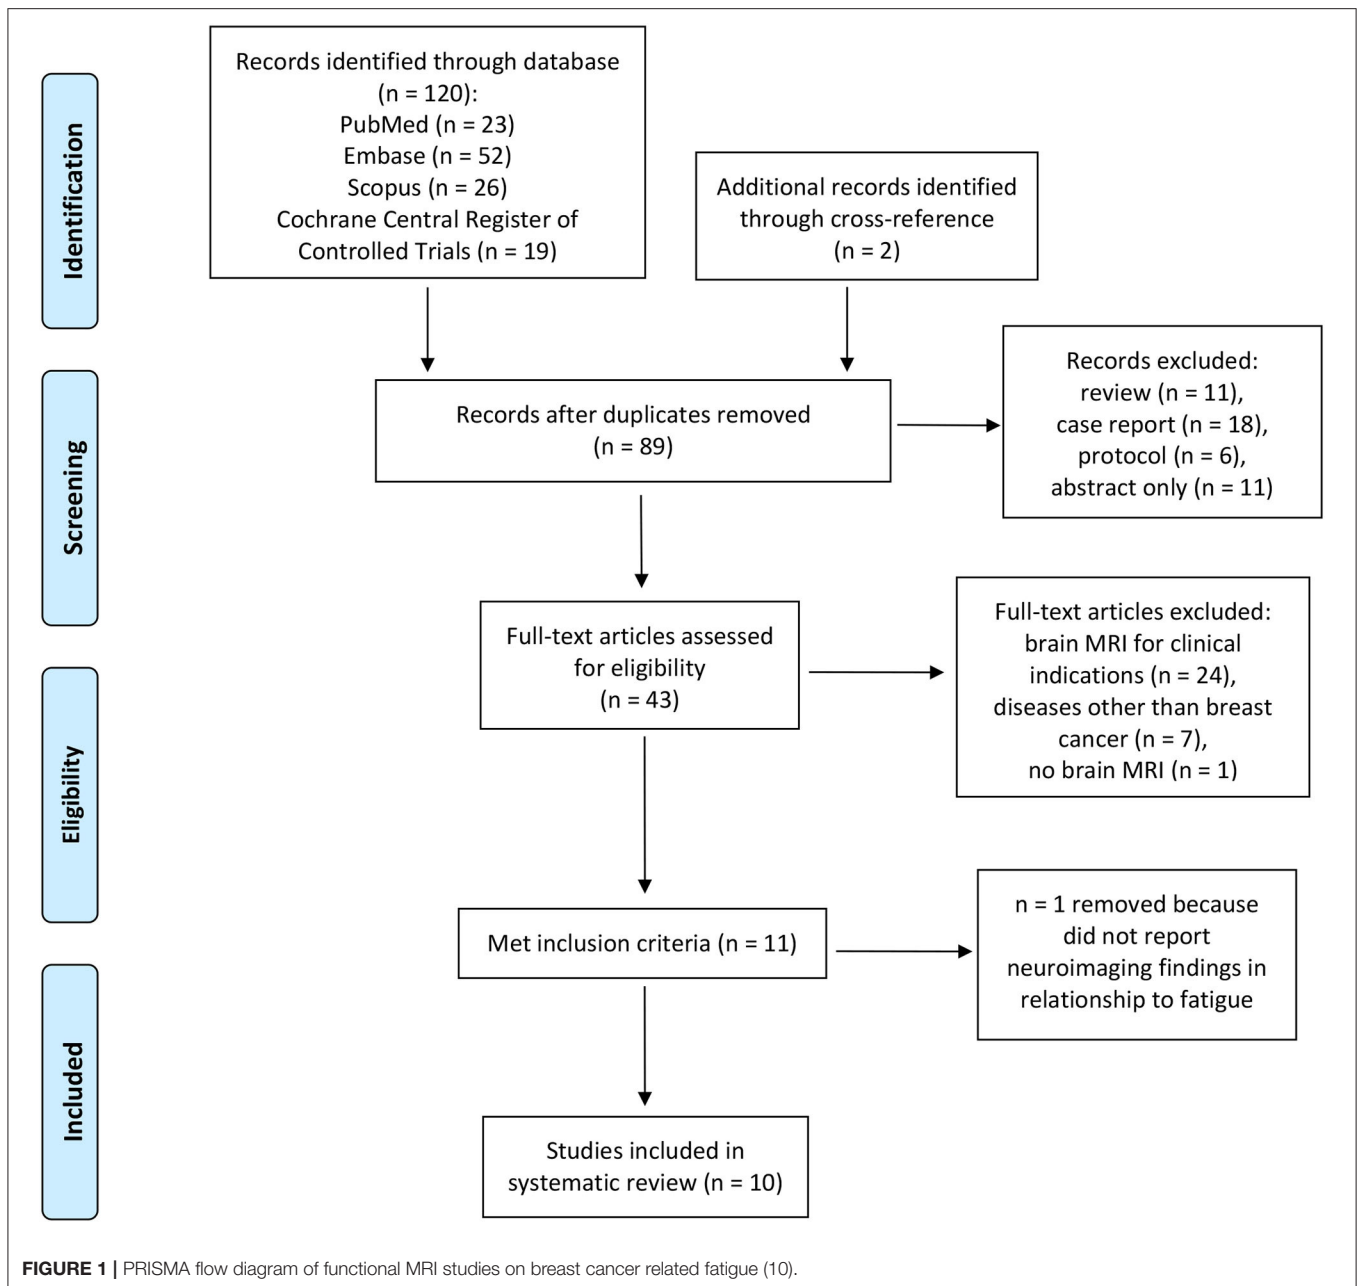 Identification
Records identified through database
(n = 120):
PubMed (n = 23)
Embase (n = 52)
Scopus (n = 26)
Cochrane Central Register of
Controlled Trials (n = 19)
Additional records identified
through cross-reference
(n = 2)
Screening
Records after duplicates removed
(n = 89)
Records excluded:
review (n = 11),
case report (n = 18),
protocol (n = 6),
abstract only (n = 11)
Full-text articles assessed
for eligibility
(n = 43)
Full-text articles excluded:
brain MRI for clinical
indications (n = 24),
diseases other than breast
cancer (n = 7),
no brain MRI (n = 1)
Eligibility
Met inclusion criteria (n = 11)
n = 1 removed because
did not report
neuroimaging findings in
relationship to fatigue
Included
Studies included in
systematic review (n = 10)
FIGURE 1 | PRISMA flow diagram of functional MRI studies on breast cancer related fatigue (10).